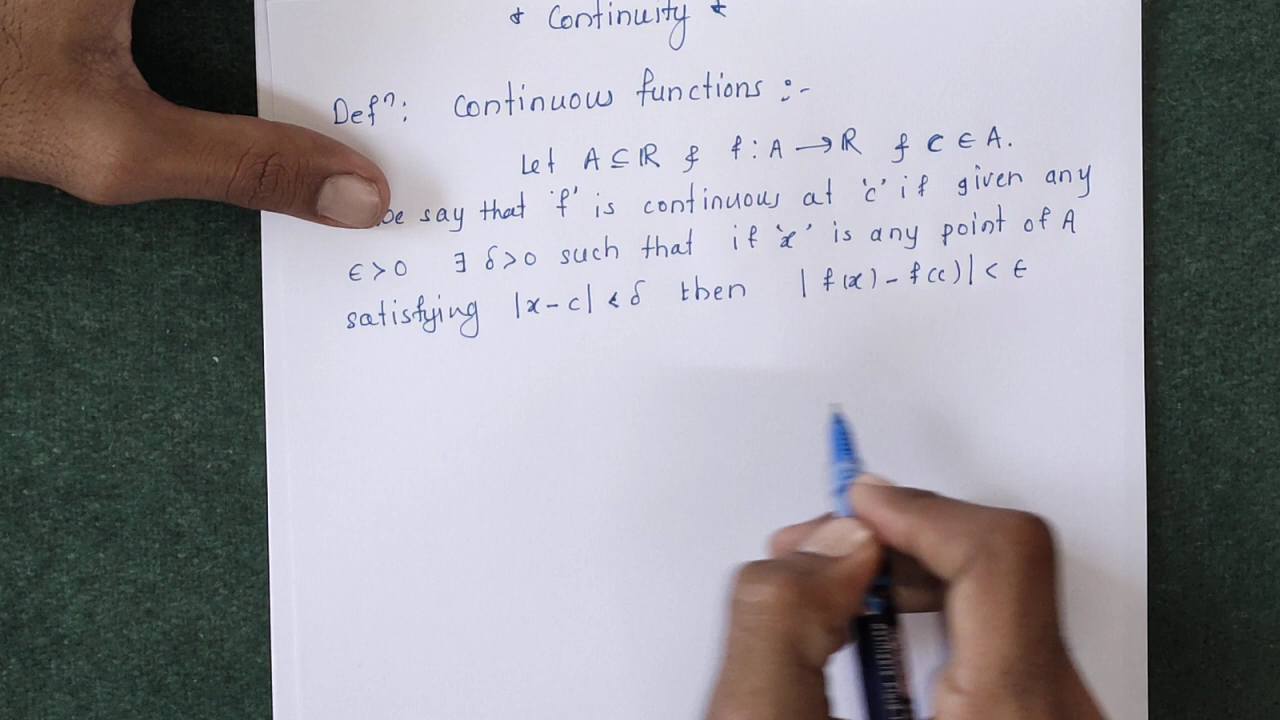 * Continuity *
Defⁿ: Continuous functions :-
Let A ⊆ ℝ & f : A → ℝ & c ∈ A.
we say that 'f' is continuous at 'c' if given any
ϵ > 0 ∃ δ > 0 such that if 'x' is any point of A
satisfying |x - c| < δ then |f(x) - f(c)| < ϵ